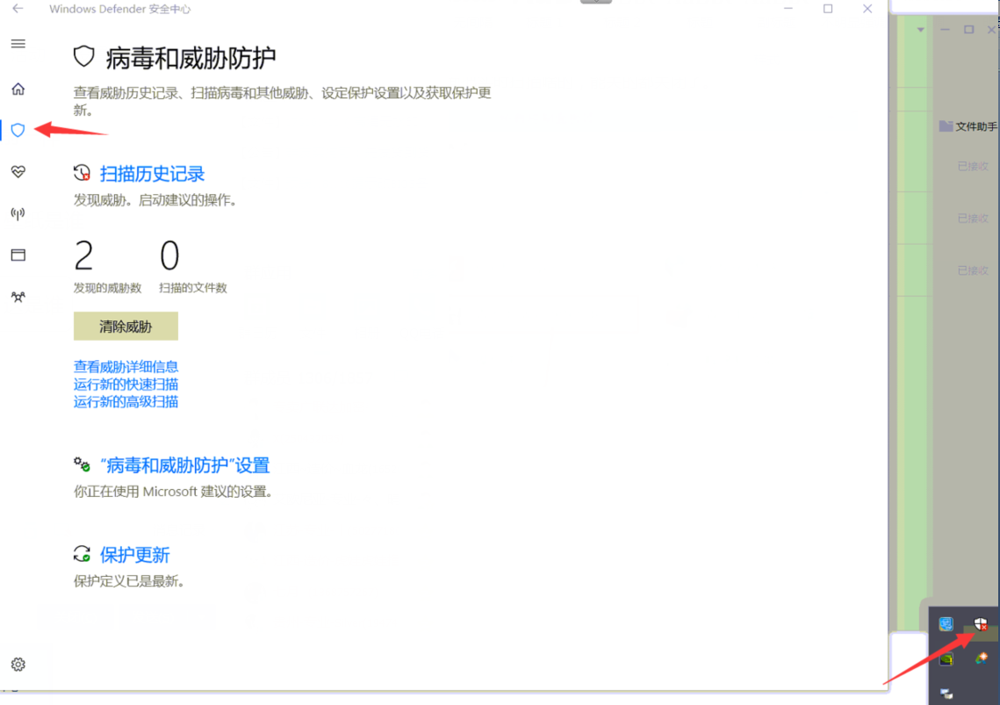 Windows Defender 安全中心
病毒和威胁防护
查看威胁历史记录、扫描病毒和其他威胁、设定保护设置以及获取保护更
新。
扫描历史记录
发现威胁。启动建议的操作。
2 0
发现的威胁数 扫描的文件数
清除威胁
查看威胁详细信息
运行新的快速扫描
运行新的高级扫描
“病毒和威胁防护”设置
你正在使用 Microsoft 建议的设置。
保护更新
保护定义已是最新。
文件助手
已接收
已接收
已接收